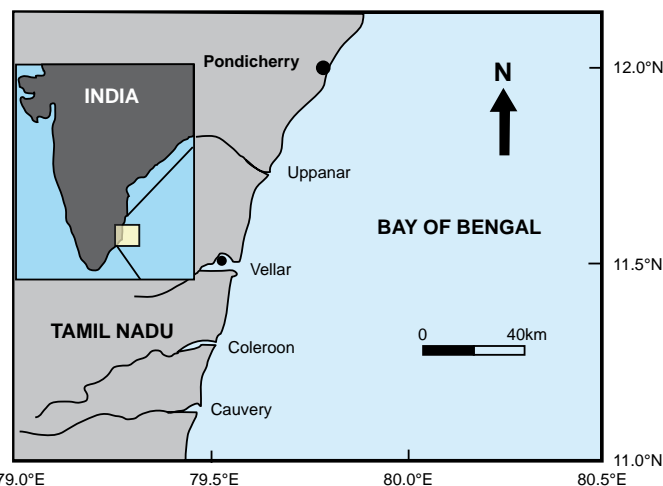 Pondicherry
12.0°N
N
INDIA
Uppanar
BAY OF BENGAL
Vellar
11.5°N
TAMIL NADU
0 40km
Coleroon
Cauvery
11.0°N
79.0°E 79.5°E 80.0°E 80.5°E